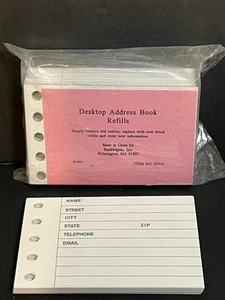 Desktop Address Book
Refills
Simply remove old entries, replace with new blank
refills and enter new information
Made in China for
Bandwagon, Inc
Wilmington, MA 01887
ITEM NO.
NAME
STREET
CITY
STATE ZIP
TELEPHONE
EMAIL